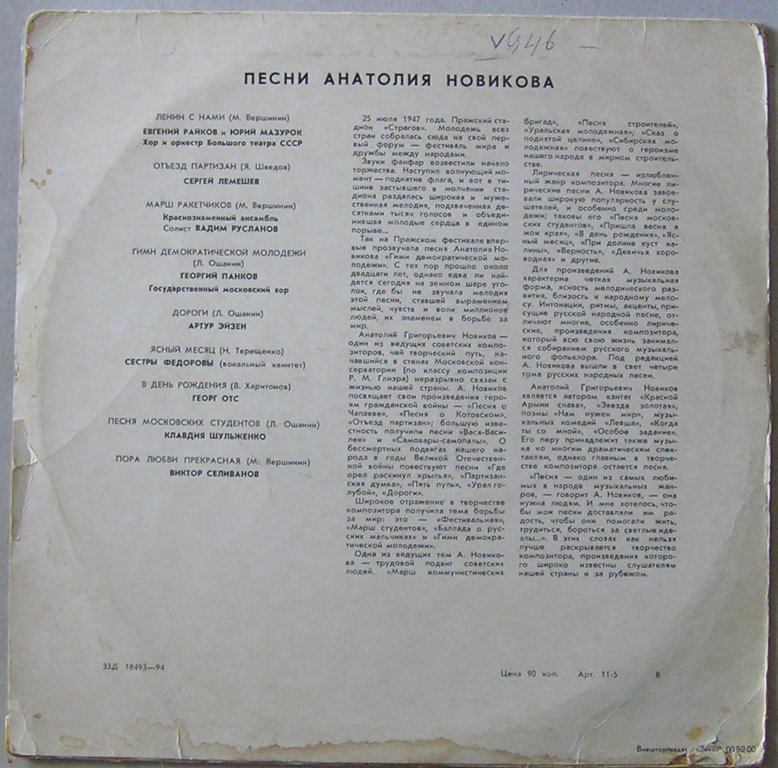 V946 —
ПЕСНИ АНАТОЛИЯ НОВИКОВА
ЛЕНИН С НАМИ (М. Вершинин)
ЕВГЕНИЙ РАЙКОВ и ЮРИЙ МАЗУРОК
Хор и оркестр Большого театра СССР
ОТЪЕЗД ПАРТИЗАН (Я. Шведов)
СЕРГЕЙ ЛЕМЕШЕВ
МАРШ РАКЕТЧИКОВ (М. Вершинин)
Краснознаменный ансамбль
Солист ВАДИМ РУСЛАНОВ
ГИМН ДЕМОКРАТИЧЕСКОЙ МОЛОДЕЖИ
(Л. Ошанин)
ГЕОРГИЙ ПАНКОВ
Государственный московский хор
ДОРОГИ (Л. Ошанин)
АРТУР ЭЙЗЕН
ЯСНЫЙ МЕСЯЦ (Н. Терещенко)
СЕСТРЫ ФЕДОРОВЫ (вокальный квинтет)
В ДЕНЬ РОЖДЕНИЯ (В. Харитонов)
ГЕОРГ ОТС
ПЕСНЯ МОСКОВСКИХ СТУДЕНТОВ (Л. Ошанин)
КЛАВДИЯ ШУЛЬЖЕНКО
ПОРА ЛЮБВИ ПРЕКРАСНАЯ (М. Вершинин)
ВИКТОР СЕЛИВАНОВ
25 июля 1947 года. Пражский ста-
дион «Страгов». Молодежь всех
стран собралась сюда на свой пер-
вый форум — фестиваль мира и
дружбы между народами.
Звуки фанфар возвестили начало
торжества. Наступил волнующий мо-
мент — поднятие флага, и вот в ти-
шине застывшего в молчании ста-
диона раздалась широкая и муже-
ственная мелодия, подхваченная де-
сятками тысяч голосов и объеди-
нившая молодые сердца в едином
порыве...
Так на Пражском фестивале впер-
вые прозвучала песня Анатолия Но-
викова «Гимн демократической мо-
лодежи». С тех пор прошло около
двадцати лет, однако едва ли най-
дется сегодня на земном шаре уго-
лок, где бы не звучала мелодия
этой песни, ставшей выражением
мыслей, чувств и воли миллионов
людей, их знаменем в борьбе за
мир.
Анатолий Григорьевич Новиков —
один из ведущих советских компо-
зиторов, чей творческий путь, на-
чавшийся в стенах Московской кон-
серватории (по классу композиции
Р. М. Глиэра) неразрывно связан с
жизнью нашей страны. А. Новиков
посвящает свои произведения геро-
ям гражданской войны — «Песня о
Чапаеве», «Песня о Котовском»,
«Отъезд партизан»; большую изве-
стность получили песни «Вася-Васи-
лек» и «Самовары-самопалы». О
бессмертных подвигах нашего на-
рода в годы Великой Отечествен-
ной войны повествуют песни «Где
орел раскинул крылья», «Партизан-
ская думка», «Пять пуль», «Урал го-
лубой», «Дороги».
Широкое отражение в творчестве
композитора получила тема борьбы
за мир: это — «Фестивальная»,
«Марш студентов», «Баллада о рус-
ских мальчиках» и «Гимн демокра-
тической молодежи».
Одна из ведущих тем А. Новико-
ва — трудовой подвиг советских
людей. «Марш коммунистических
бригад», «Песня строителей»,
«Уральская молодежная», «Сказ о
поднятой целине», «Сибирская мо-
лодежная» повествуют о героизме
нашего народа в мирном строитель-
стве.
Лирическая песня — излюблен-
ный жанр композитора. Многие ли-
рические песни А. Новикова завое-
вали широкую популярность у слу-
шателей, и особенно среди моло-
дежи; таковы его «Песня москов-
ских студентов», «Пришла весна в
мои края», «В день рождения», «Яс-
ный месяц», «При долине куст ка-
лины», «Верность», «Девичья хоро-
водная» и другие.
Для произведений А. Новикова
характерна четкая музыкальная
форма, ясность мелодического раз-
вития, близость к народному мело-
су. Интонации, ритмы, акценты, при-
сущие русской народной песне, от-
личают многие, особенно лириче-
ские, произведения композитора,
который всю свою жизнь занимал-
ся собиранием русского музыкаль-
ного фольклора. Под редакцией
А. Новикова вышли в свет четыре
тома русских народных песен.
Анатолий Григорьевич Новиков
является автором кантат «Красной
Армии слава», «Звезда золотая»,
поэмы «Нам нужен мир», музы-
кальных комедий «Левша», «Когда
ты со мной», «Особое задание».
Его перу принадлежит также музы-
ка ко многим драматическим спек-
таклям, однако главным в творче-
стве композитора остается песня.
«Песня — один из самых люби-
мых в народе музыкальных жан-
ров, — говорит А. Новиков, — она
нужна людям. И мне хотелось, что-
бы мои песни доставляли им ра-
дость, чтобы они помогали жить,
трудиться, бороться за светлые иде-
алы...». В этих словах как нельзя
лучше раскрывается творчество
композитора, произведения которо-
го широко известны слушателям
нашей страны и за рубежом.
33Д 18493—94
Цена 90 коп. Арт. 11-5 8
Внешторгиздат. 00 52 00